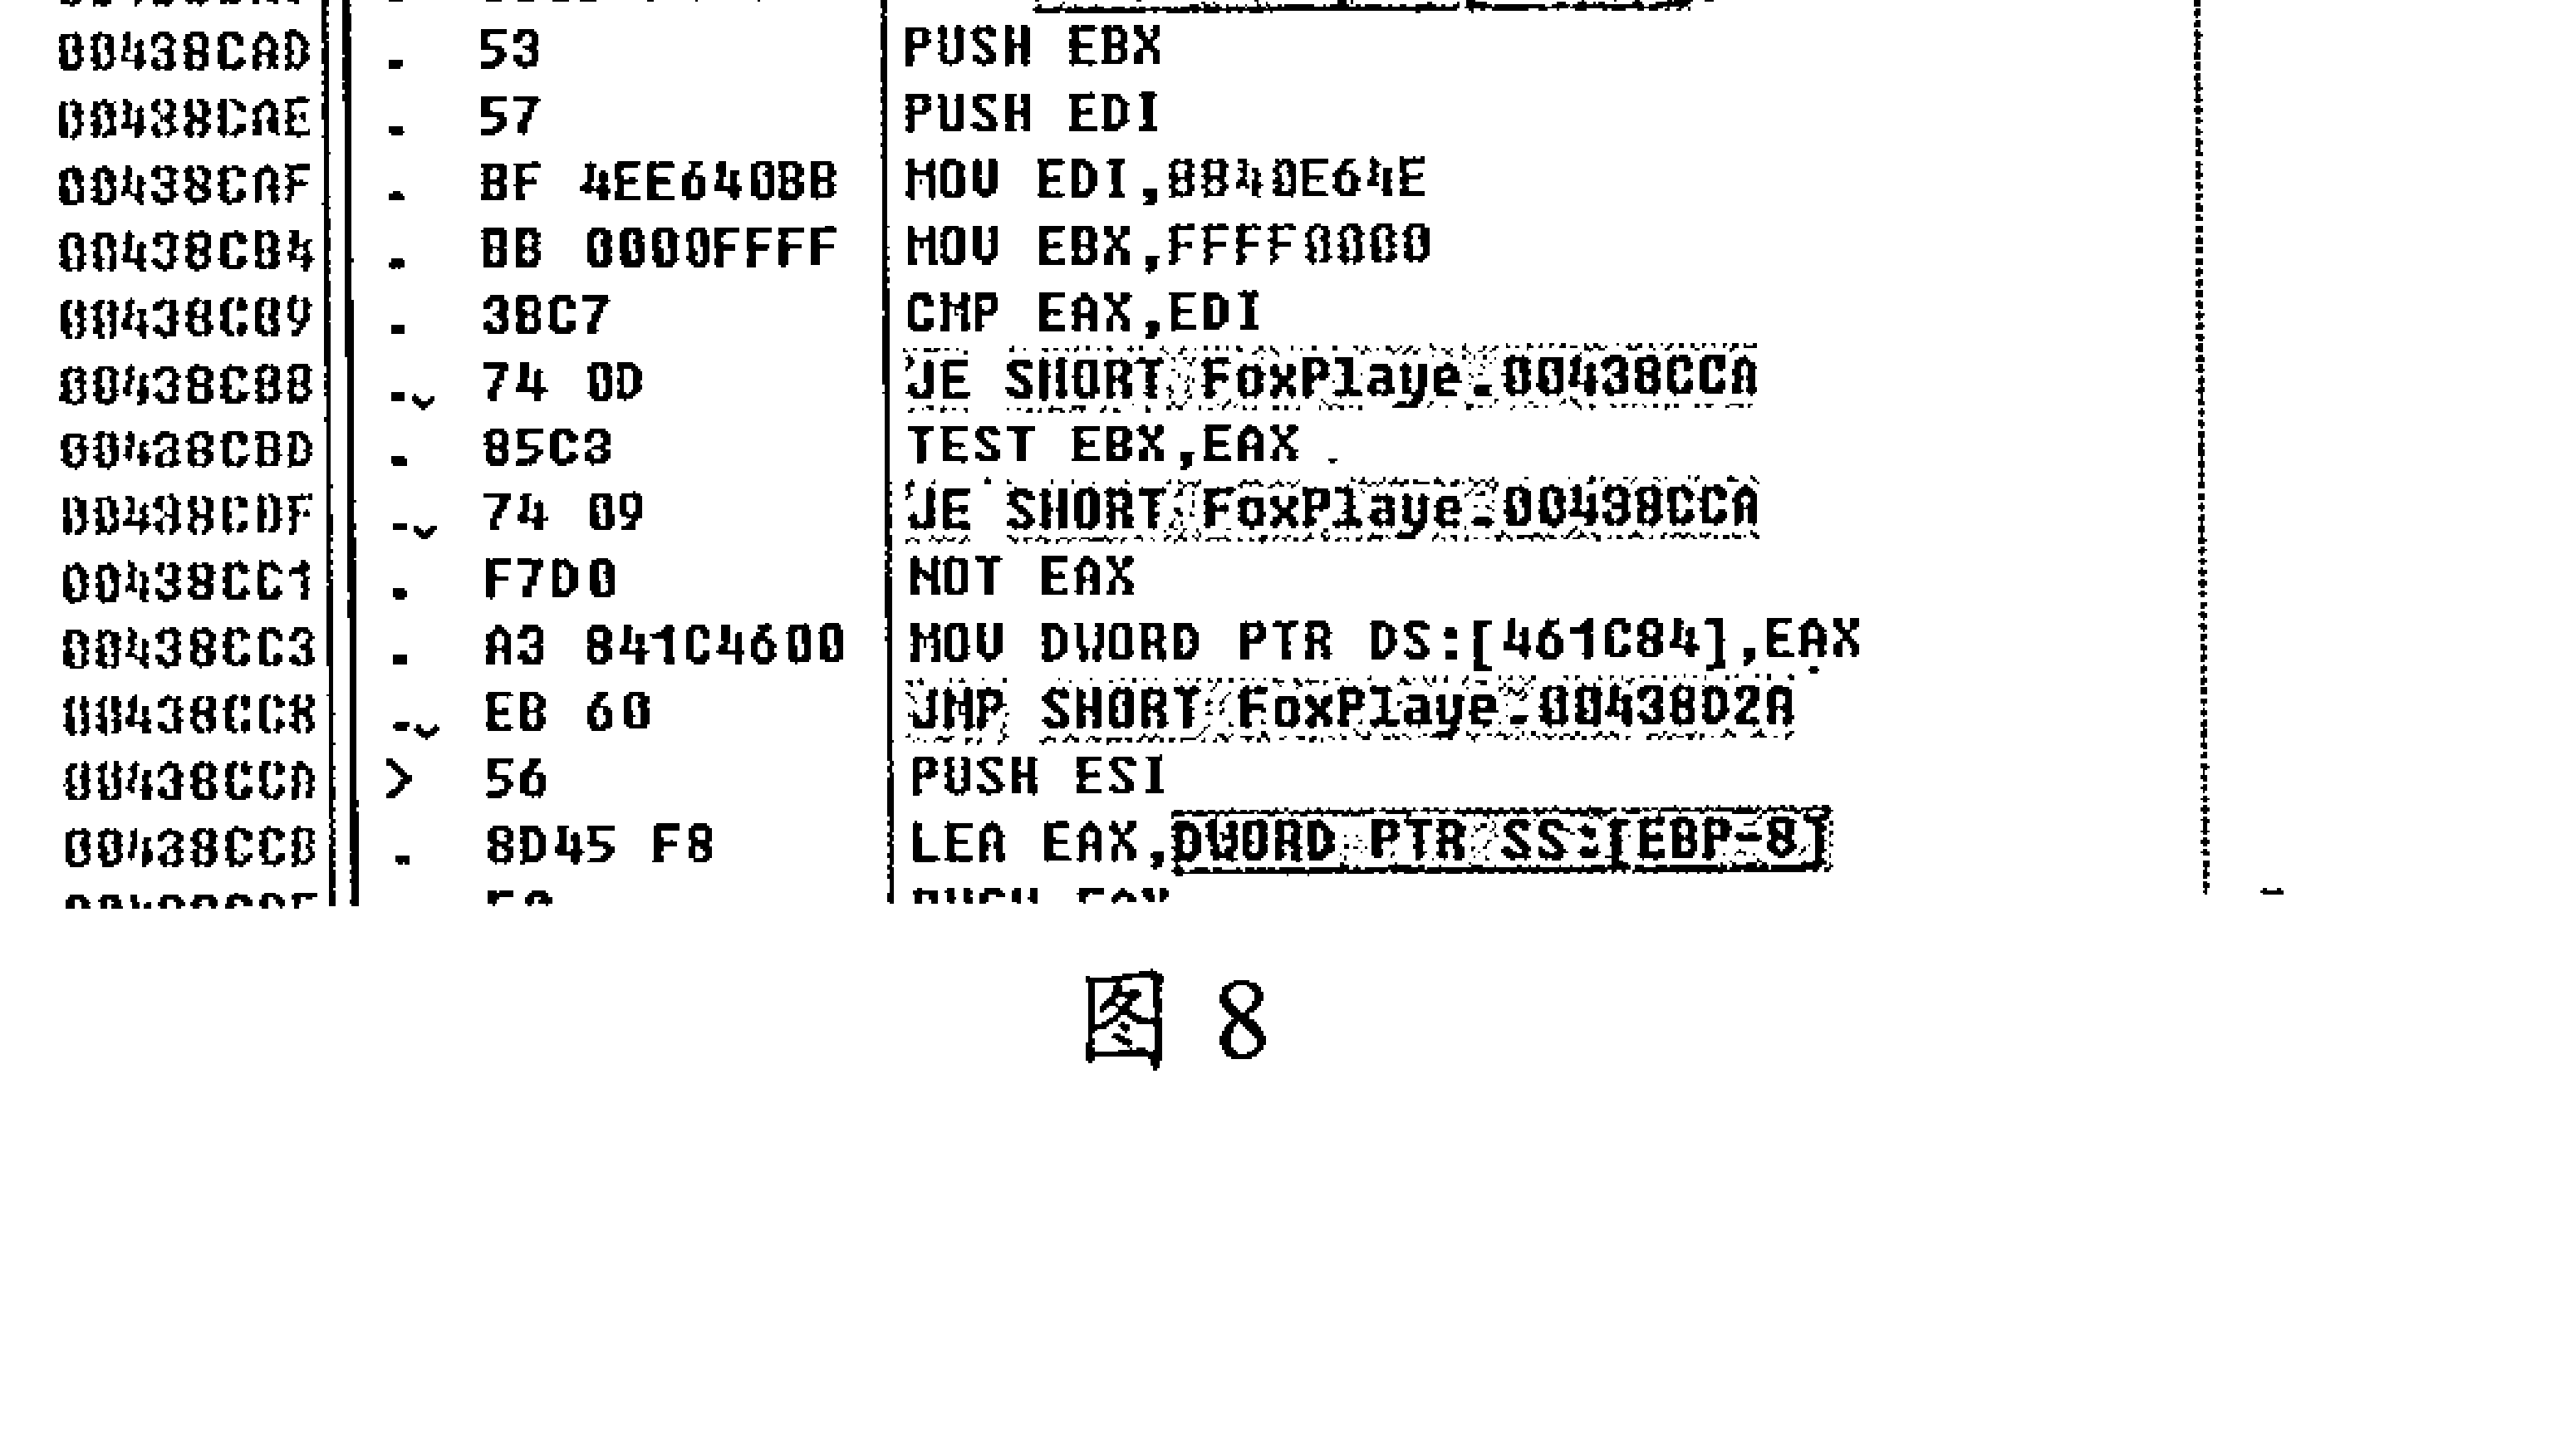 00438CAD . 53 PUSH EBX
00438CAE . 57 PUSH EDI
00438CAF . BF 4EE640BB MOV EDI,BB40E64E
00438CB4 . BB 0000FFFF MOV EBX,FFFF0000
00438CB9 . 3BC7 CMP EAX,EDI
00438CBB .⌄ 74 0D JE SHORT FoxPlaye.00438CCA
00438CBD . 85C3 TEST EBX,EAX
00438CBF .⌄ 74 09 JE SHORT FoxPlaye.00438CCA
00438CC1 . F7D0 NOT EAX
00438CC3 . A3 841C4600 MOV DWORD PTR DS:[461C84],EAX
00438CC8 .⌄ EB 60 JMP SHORT FoxPlaye.00438D2A
00438CCA > 56 PUSH ESI
00438CCB . 8D45 F8 LEA EAX,DWORD PTR SS:[EBP-8]
图 8